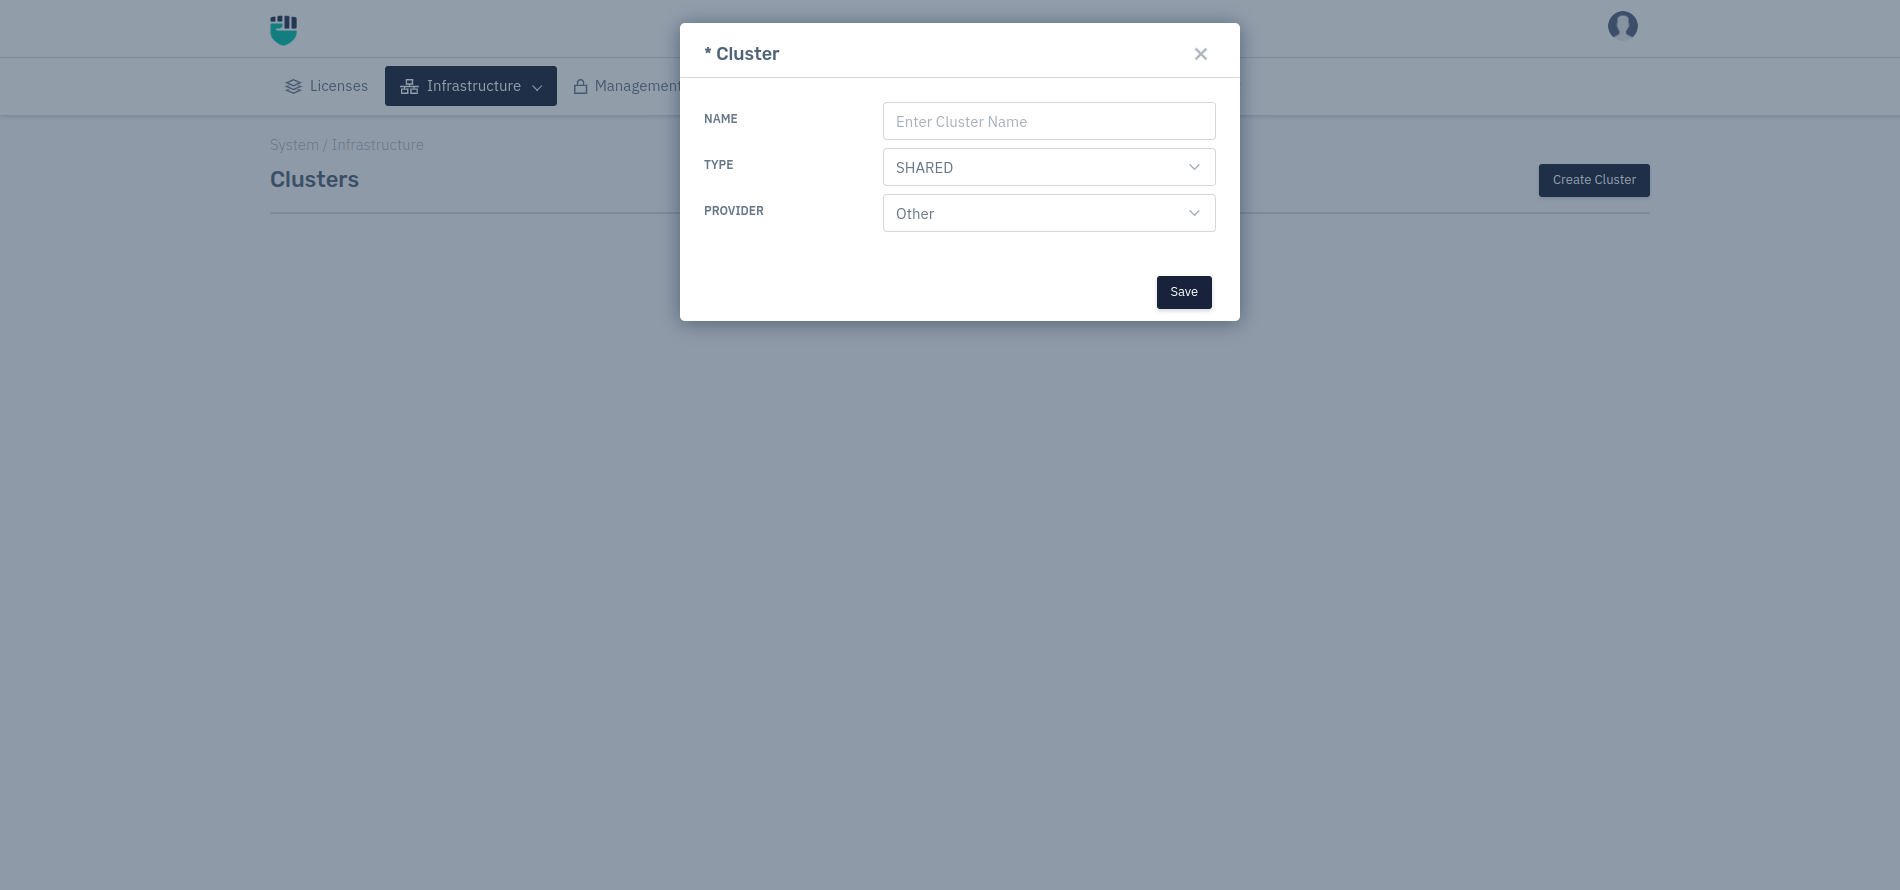 * Cluster
Licenses
Infrastructure
Management
NAME
Enter Cluster Name
TYPE
SHARED
PROVIDER
Other
Save
System / Infrastructure
Clusters
Create Cluster